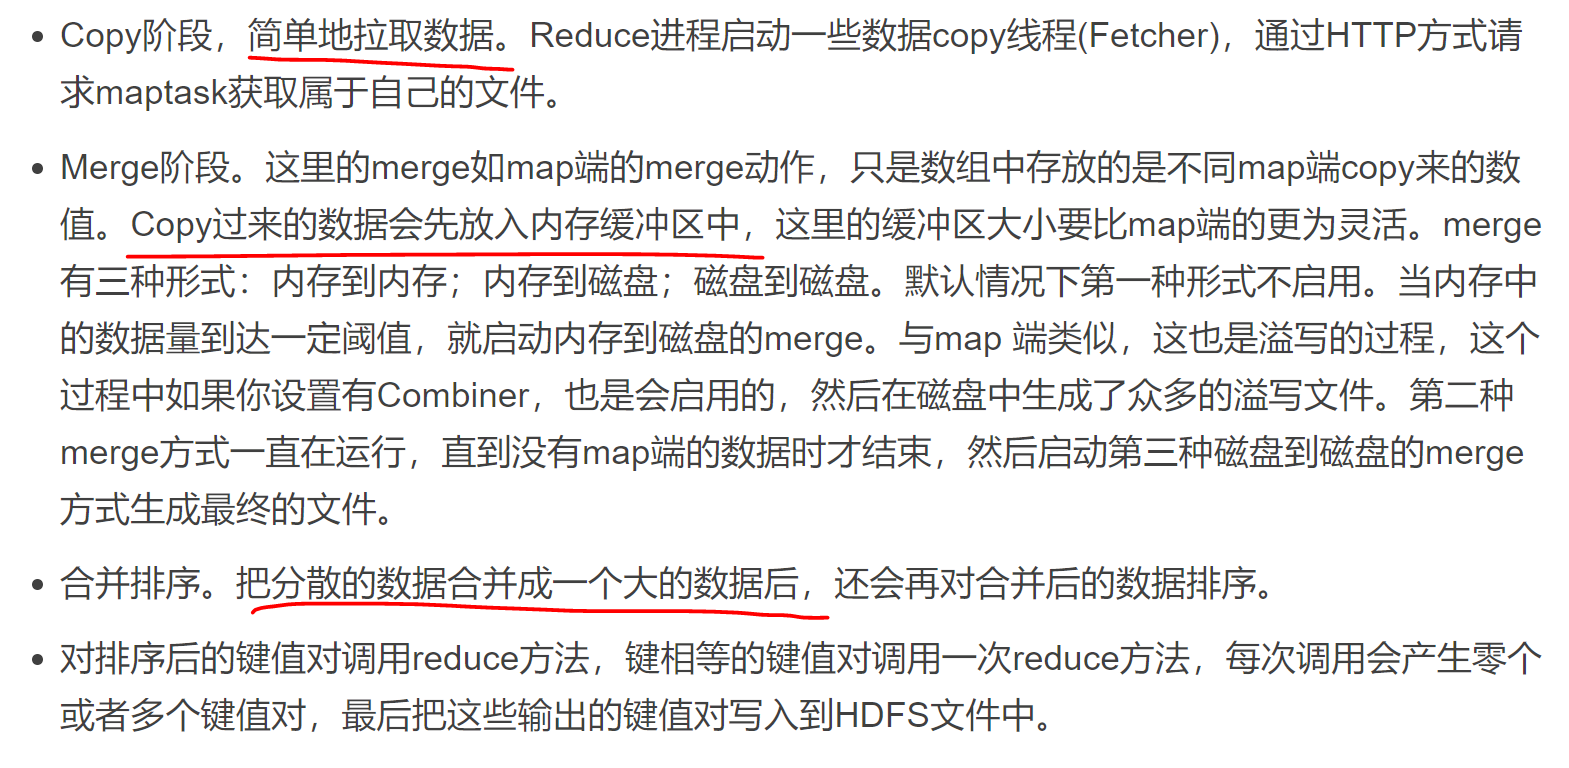 Copy阶段，简单地拉取数据。Reduce进程启动一些数据copy线程(Fetcher)，通过HTTP方式请
求maptask获取属于自己的文件。
Merge阶段。这里的merge如map端的merge动作，只是数组中存放的是不同map端copy来的数
值。Copy过来的数据会先放入内存缓冲区中，这里的缓冲区大小要比map端的更为灵活。merge
有三种形式：内存到内存；内存到磁盘；磁盘到磁盘。默认情况下第一种形式不启用。当内存中
的数据量到达一定阈值，就启动内存到磁盘的merge。与map 端类似，这也是溢写的过程，这个
过程中如果你设置有Combiner，也是会启用的，然后在磁盘中生成了众多的溢写文件。第二种
merge方式一直在运行，直到没有map端的数据时才结束，然后启动第三种磁盘到磁盘的merge
方式生成最终的文件。
合并排序。把分散的数据合并成一个大的数据后，还会再对合并后的数据排序。
对排序后的键值对调用reduce方法，键相等的键值对调用一次reduce方法，每次调用会产生零个
或者多个键值对，最后把这些输出的键值对写入到HDFS文件中。